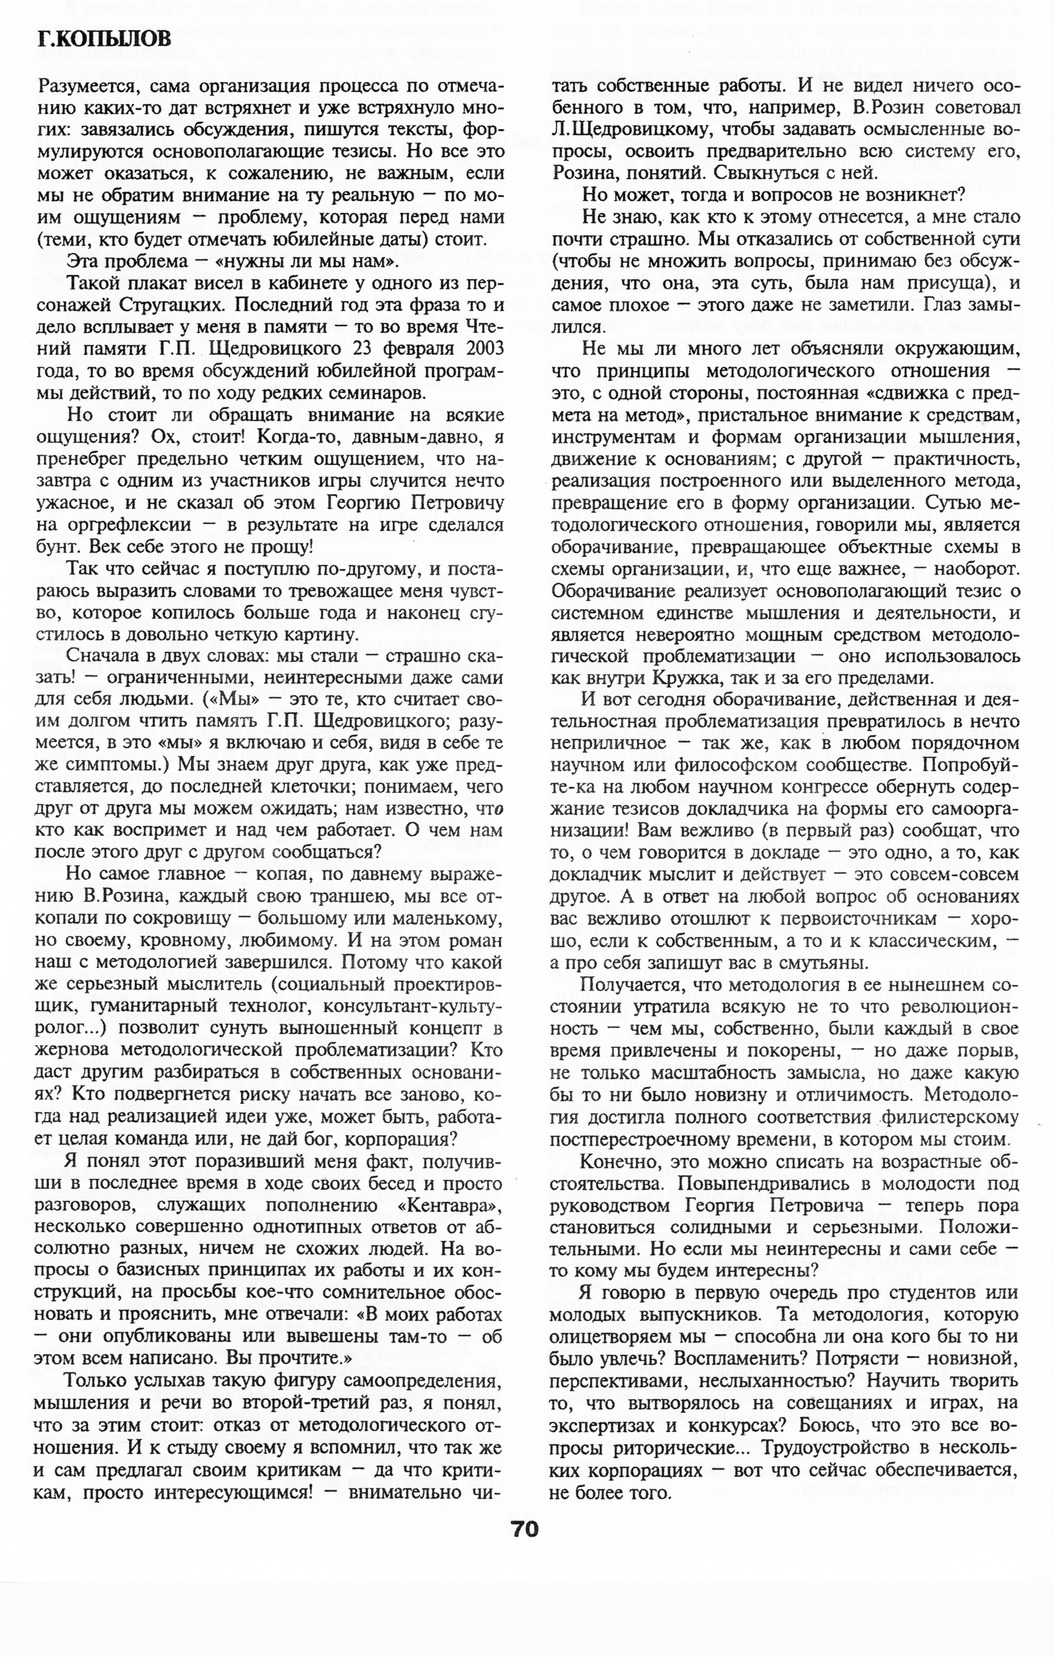 Г.КОПЫЛОВ
Разумеется, сама организация процесса по отмеча-
нию каких-то дат встряхнет и уже встряхнуло мно-
гих: завязались обсуждения, пишутся тексты, фор-
мулируются основополагающие тезисы. Но все это
может оказаться, к сожалению, не важным, если
мы не обратим внимание на ту реальную — по мо-
им ощущениям — проблему, которая перед нами
(теми, кто будет отмечать юбилейные даты) стоит.
Эта проблема — «нужны ли мы нам».
Такой плакат висел в кабинете у одного из пер-
сонажей Стругацких. Последний год эта фраза то и
дело всплывает у меня в памяти — то во время Чте-
ний памяти Г.П. Щедровицкого 23 февраля 2003
года, то во время обсуждений юбилейной програм-
мы действий, то по ходу редких семинаров.
Но стоит ли обращать внимание на всякие
ощущения? Ох, стоит! Когда-то, давным-давно, я
пренебрег предельно четким ощущением, что на-
завтра с одним из участников игры случится нечто
ужасное, и не сказал об этом Георгию Петровичу
на оргрефлексии — в результате на игре сделался
бунт. Век себе этого не прощу!
Так что сейчас я поступлю по-другому, и поста-
раюсь выразить словами то тревожащее меня чувст-
во, которое копилось больше года и наконец сгу-
стилось в довольно четкую картину.
Сначала в двух словах: мы стали — страшно ска-
зать! — ограниченными, неинтересными даже сами
для себя людьми. («Мы» — это те, кто считает сво-
им долгом чтить память Г.П. Щедровицкого; разу-
меется, в это «мы» я включаю и себя, видя в себе те
же симптомы.) Мы знаем друг друга, как уже пред-
ставляется, до последней клеточки; понимаем, чего
друг от друга мы можем ожидать; нам известно, что
кто как воспримет и над чем работает. О чем нам
после этого друг с другом сообщаться?
Но самое главное — копая, по давнему выраже-
нию В.Розина, каждый свою траншею, мы все от-
копали по сокровищу — большому или маленькому,
но своему, кровному, любимому. И на этом роман
наш с методологией завершился. Потому что какой
же серьезный мыслитель (социальный проектиров-
щик, гуманитарный технолог, консультант-культу-
ролог...) позволит сунуть выношенный концепт в
жернова методологической проблематизации? Кто
даст другим разбираться в собственных основани-
ях? Кто подвергнется риску начать все заново, ко-
гда над реализацией идеи уже, может быть, работа-
ет целая команда или, не дай бог, корпорация?
Я понял этот поразивший меня факт, получив-
ши в последнее время в ходе своих бесед и просто
разговоров, служащих пополнению «Кентавра»,
несколько совершенно однотипных ответов от аб-
солютно разных, ничем не схожих людей. На во-
просы о базисных принципах их работы и их кон-
струкций, на просьбы кое-что сомнительное обос-
новать и прояснить, мне отвечали: «В моих работах
— они опубликованы или вывешены там-то — об
этом всем написано. Вы прочтите.»
Только услыхав такую фигуру самоопределения,
мышления и речи во второй-третий раз, я понял,
что за этим стоит: отказ от методологического от-
ношения. И к стыду своему я вспомнил, что так же
и сам предлагал своим критикам — да что крити-
кам, просто интересующимся! — внимательно чи-
тать собственные работы. И не видел ничего осо-
бенного в том, что, например, В.Розин советовал
Л.Щедровицкому, чтобы задавать осмысленные во-
просы, освоить предварительно всю систему его,
Розина, понятий. Свыкнуться с ней.
Но может, тогда и вопросов не возникнет?
Не знаю, как кто к этому отнесется, а мне стало
почти страшно. Мы отказались от собственной сути
(чтобы не множить вопросы, принимаю без обсуж-
дения, что она, эта суть, была нам присуща), и
самое плохое — этого даже не заметили. Глаз замы-
лился.
Не мы ли много лет объясняли окружающим,
что принципы методологического отношения —
это, с одной стороны, постоянная «сдвижка с пред-
мета на метод», пристальное внимание к средствам,
инструментам и формам организации мышления,
движение к основаниям; с другой — практичность,
реализация построенного или выделенного метода,
превращение его в форму организации. Сутью ме-
тодологического отношения, говорили мы, является
оборачивание, превращающее объектные схемы в
схемы организации, и, что еще важнее, — наоборот.
Оборачивание реализует основополагающий тезис о
системном единстве мышления и деятельности, и
является невероятно мощным средством методоло-
гической проблематизации — оно использовалось
как внутри Кружка, так и за его пределами.
И вот сегодня оборачивание, действенная и дея-
тельностная проблематизация превратилось в нечто
неприличное — так же, как в любом порядочном
научном или философском сообществе. Попробуй-
те-ка на любом научном конгрессе обернуть содер-
жание тезисов докладчика на формы его самоорга-
низации! Вам вежливо (в первый раз) сообщат, что
то, о чем говорится в докладе — это одно, а то, как
докладчик мыслит и действует — это совсем-совсем
другое. А в ответ на любой вопрос об основаниях
вас вежливо отошлют к первоисточникам — хоро-
шо, если к собственным, а то и к классическим, —
а про себя запишут вас в смутьяны.
Получается, что методология в ее нынешнем со-
стоянии утратила всякую не то что революцион-
ность — чем мы, собственно, были каждый в свое
время привлечены и покорены, — но даже порыв,
не только масштабность замысла, но даже какую
бы то ни было новизну и отличимость. Методоло-
гия достигла полного соответствия филистерскому
постперестроечному времени, в котором мы стоим.
Конечно, это можно списать на возрастные об-
стоятельства. Повыпендривались в молодости под
руководством Георгия Петровича — теперь пора
становиться солидными и серьезными. Положи-
тельными. Но если мы неинтересны и сами себе —
то кому мы будем интересны?
Я говорю в первую очередь про студентов или
молодых выпускников. Та методология, которую
олицетворяем мы — способна ли она кого бы то ни
было увлечь? Воспламенить? Потрясти — новизной,
перспективами, неслыханностью? Научить творить
то, что вытворялось на совещаниях и играх, на
экспертизах и конкурсах? Боюсь, что это все во-
просы риторические... Трудоустройство в несколь-
ких корпорациях — вот что сейчас обеспечивается,
не более того.
70